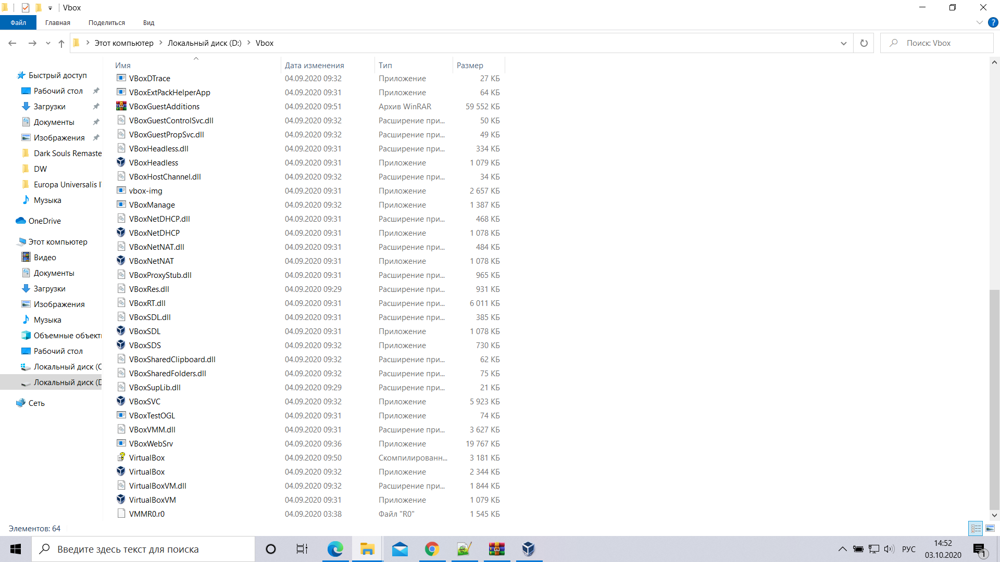 Vbox
Файл Главная Поделиться Вид
Этот компьютер Локальный диск (D:) Vbox
Поиск: Vbox
Быстрый доступ
Рабочий стол
Загрузки
Документы
Изображения
Dark Souls Remaste
DW
Europa Universalis I
Музыка
OneDrive
Этот компьютер
Видео
Документы
Загрузки
Изображения
Музыка
Объемные объект
Рабочий стол
Локальный диск (C
Локальный диск (D
Сеть
Имя Дата изменения Тип Размер
VBoxDTrace 04.09.2020 09:32 Приложение 27 КБ
VBoxExtPackHelperApp 04.09.2020 09:31 Приложение 64 КБ
VBoxGuestAdditions 04.09.2020 09:51 Архив WinRAR 59 552 КБ
VBoxGuestControlSvc.dll 04.09.2020 09:32 Расширение при... 50 КБ
VBoxGuestPropSvc.dll 04.09.2020 09:32 Расширение при... 49 КБ
VBoxHeadless.dll 04.09.2020 09:31 Расширение при... 334 КБ
VBoxHeadless 04.09.2020 09:31 Приложение 1 079 КБ
VBoxHostChannel.dll 04.09.2020 09:32 Расширение при... 34 КБ
vbox-img 04.09.2020 09:31 Приложение 2 657 КБ
VBoxManage 04.09.2020 09:32 Приложение 1 387 КБ
VBoxNetDHCP.dll 04.09.2020 09:31 Расширение при... 468 КБ
VBoxNetDHCP 04.09.2020 09:31 Приложение 1 078 КБ
VBoxNetNAT.dll 04.09.2020 09:31 Расширение при... 484 КБ
VBoxNetNAT 04.09.2020 09:31 Приложение 1 078 КБ
VBoxProxyStub.dll 04.09.2020 09:31 Расширение при... 965 КБ
VBoxRes.dll 04.09.2020 09:29 Расширение при... 931 КБ
VBoxRT.dll 04.09.2020 09:31 Расширение при... 6 011 КБ
VBoxSDL.dll 04.09.2020 09:31 Расширение при... 385 КБ
VBoxSDL 04.09.2020 09:31 Приложение 1 078 КБ
VBoxSDS 04.09.2020 09:32 Приложение 730 КБ
VBoxSharedClipboard.dll 04.09.2020 09:32 Расширение при... 62 КБ
VBoxSharedFolders.dll 04.09.2020 09:32 Расширение при... 75 КБ
VBoxSupLib.dll 04.09.2020 09:29 Расширение при... 21 КБ
VBoxSVC 04.09.2020 09:32 Приложение 5 923 КБ
VBoxTestOGL 04.09.2020 09:31 Приложение 74 КБ
VBoxVMM.dll 04.09.2020 09:31 Расширение при... 3 627 КБ
VBoxWebSrv 04.09.2020 09:36 Приложение 19 767 КБ
VirtualBox 04.09.2020 09:50 Скомпилированн... 3 181 КБ
VirtualBox 04.09.2020 09:32 Приложение 2 344 КБ
VirtualBoxVM.dll 04.09.2020 09:32 Расширение при... 1 844 КБ
VirtualBoxVM 04.09.2020 09:31 Приложение 1 079 КБ
VMMR0.r0 04.09.2020 03:38 Файл "R0" 1 545 КБ
Элементов: 64
Введите здесь текст для поиска
РУС
14:52
03.10.2020
1